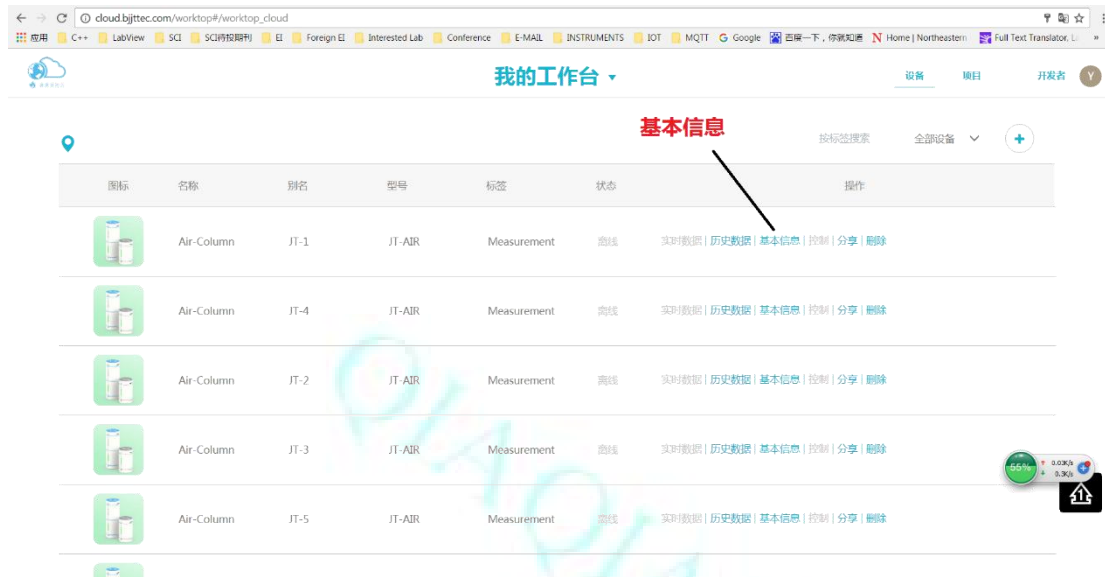 cloud.bjjttec.com/worktop#/worktop_cloud
应用 C++ LabView SCI SCI待投期刊 EI Foreign EI Interested Lab Conference E-MAIL INSTRUMENTS IOT MQTT Google 百度一下，你就知道 Home | Northeastern Full Text Translator, L »
我的工作台
设备 项目 开发者 Y
基本信息
按标签搜索 全部设备 +
图标 名称 别名 型号 标签 状态 操作
Air-Column JT-1 JT-AIR Measurement 离线 实时数据 | 历史数据 | 基本信息 | 控制 | 分享 | 删除
Air-Column JT-4 JT-AIR Measurement 离线 实时数据 | 历史数据 | 基本信息 | 控制 | 分享 | 删除
Air-Column JT-2 JT-AIR Measurement 离线 实时数据 | 历史数据 | 基本信息 | 控制 | 分享 | 删除
Air-Column JT-3 JT-AIR Measurement 离线 实时数据 | 历史数据 | 基本信息 | 控制 | 分享 | 删除
55% 0.03K/s
0.3K/s
Air-Column JT-5 JT-AIR Measurement 离线 实时数据 | 历史数据 | 基本信息 | 控制 | 分享 | 删除